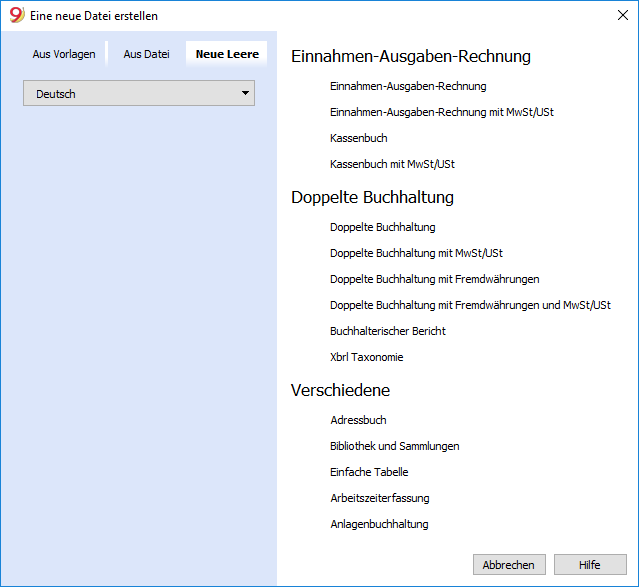 Eine neue Datei erstellen
Aus Vorlagen
Aus Datei
Neue Leere
Deutsch
Einnahmen-Ausgaben-Rechnung
Einnahmen-Ausgaben-Rechnung
Einnahmen-Ausgaben-Rechnung mit MwSt/USt
Kassenbuch
Kassenbuch mit MwSt/USt
Doppelte Buchhaltung
Doppelte Buchhaltung
Doppelte Buchhaltung mit MwSt/USt
Doppelte Buchhaltung mit Fremdwährungen
Doppelte Buchhaltung mit Fremdwährungen und MwSt/USt
Buchhalterischer Bericht
Xbrl Taxonomie
Verschiedene
Adressbuch
Bibliothek und Sammlungen
Einfache Tabelle
Arbeitszeiterfassung
Anlagenbuchhaltung
Abbrechen
Hilfe